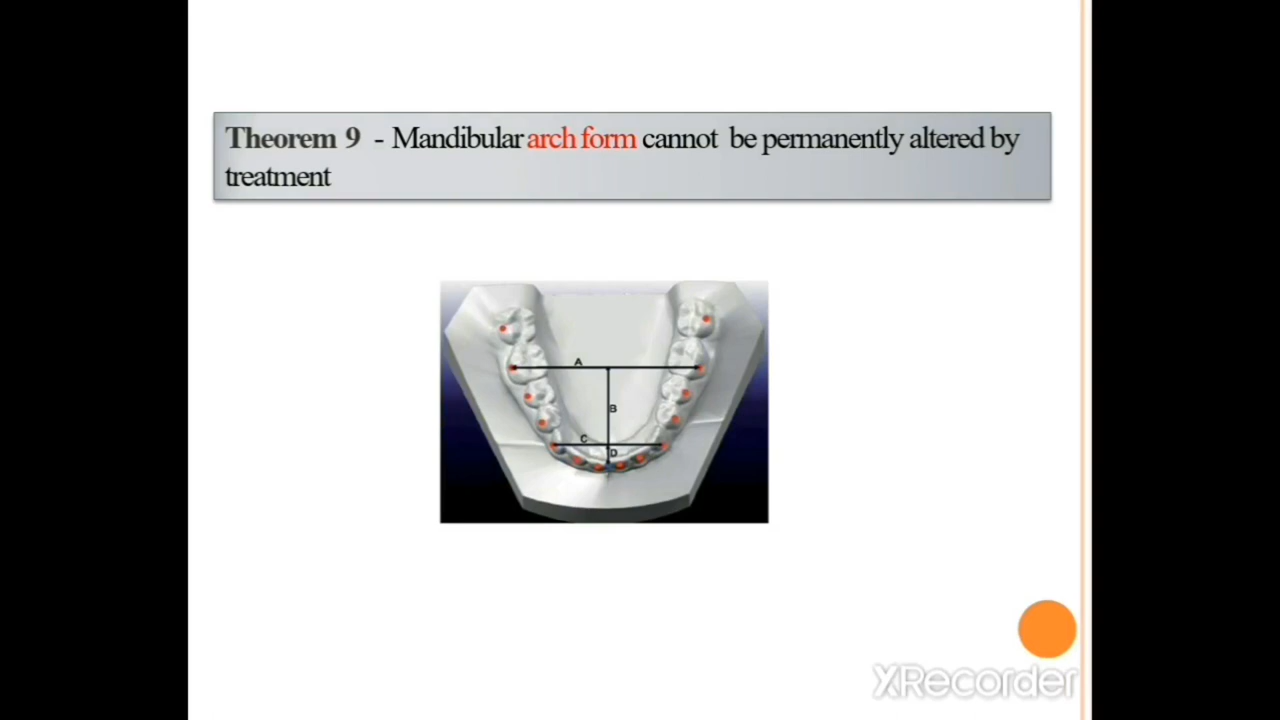 Theorem 9 - Mandibular arch form cannot be permanently altered by
treatment
A
B
C
D
XRecorder